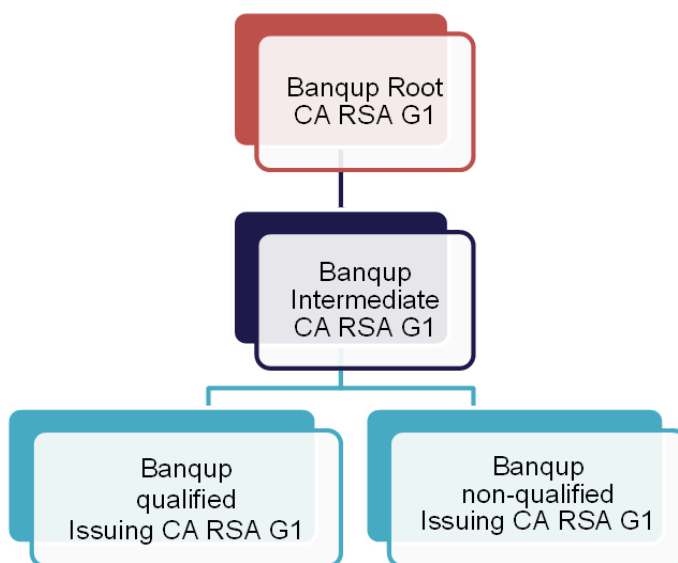 Banqup Root
CA RSA G1
Banqup
Intermediate
CA RSA G1
Banqup
qualified
Issuing CA RSA G1
Banqup
non-qualified
Issuing CA RSA G1